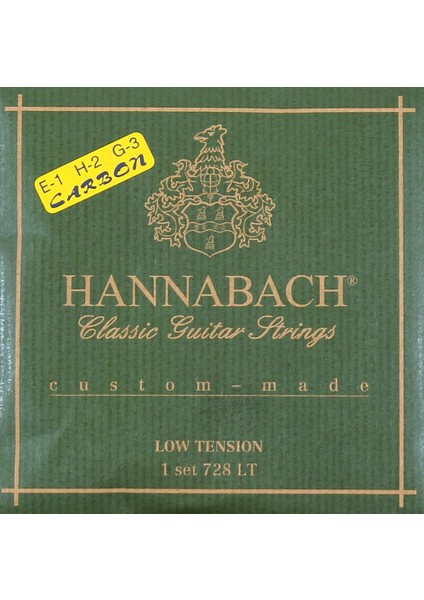 E-1 H-2 G-3
CARBON
HANNABACH®
Classic Guitar Strings
custom-made
LOW TENSION
1 set 728 LT